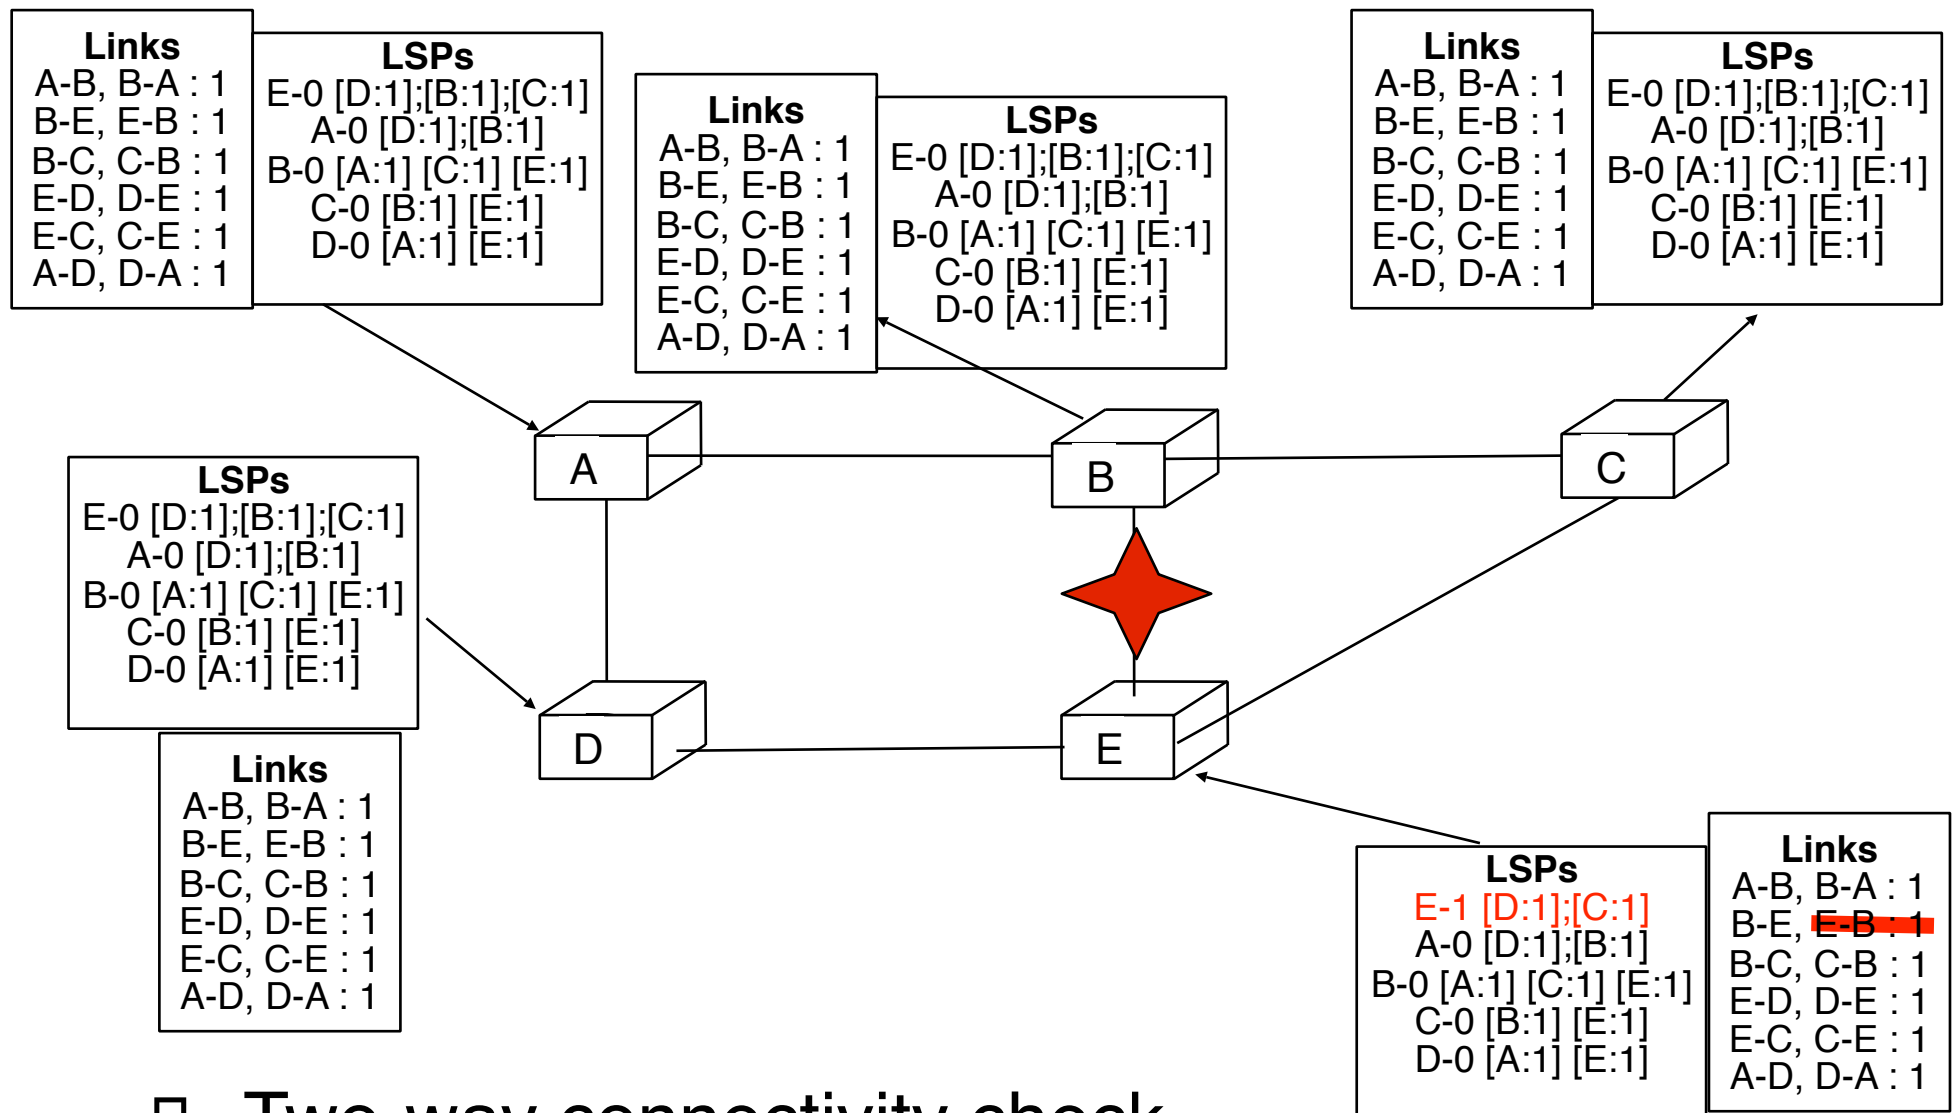 Links
A-B, B-A : 1
B-E, E-B : 1
B-C, C-B : 1
E-D, D-E : 1
E-C, C-E : 1
A-D, D-A : 1
LSPs
E-0 [D:1];[B:1];[C:1]
A-0 [D:1];[B:1]
B-0 [A:1] [C:1] [E:1]
C-0 [B:1] [E:1]
D-0 [A:1] [E:1]
Links
A-B, B-A : 1
B-E, E-B : 1
B-C, C-B : 1
E-D, D-E : 1
E-C, C-E : 1
A-D, D-A : 1
LSPs
E-0 [D:1];[B:1];[C:1]
A-0 [D:1];[B:1]
B-0 [A:1] [C:1] [E:1]
C-0 [B:1] [E:1]
D-0 [A:1] [E:1]
Links
A-B, B-A : 1
B-E, E-B : 1
B-C, C-B : 1
E-D, D-E : 1
E-C, C-E : 1
A-D, D-A : 1
LSPs
E-0 [D:1];[B:1];[C:1]
A-0 [D:1];[B:1]
B-0 [A:1] [C:1] [E:1]
C-0 [B:1] [E:1]
D-0 [A:1] [E:1]
A
B
C
LSPs
E-0 [D:1];[B:1];[C:1]
A-0 [D:1];[B:1]
B-0 [A:1] [C:1] [E:1]
C-0 [B:1] [E:1]
D-0 [A:1] [E:1]
D
E
Links
A-B, B-A : 1
B-E, E-B : 1
B-C, C-B : 1
E-D, D-E : 1
E-C, C-E : 1
A-D, D-A : 1
LSPs
E-1 [D:1];[C:1]
A-0 [D:1];[B:1]
B-0 [A:1] [C:1] [E:1]
C-0 [B:1] [E:1]
D-0 [A:1] [E:1]
Links
A-B, B-A : 1
B-E, E-B : 1
B-C, C-B : 1
E-D, D-E : 1
E-C, C-E : 1
A-D, D-A : 1
Two-way connectivity check